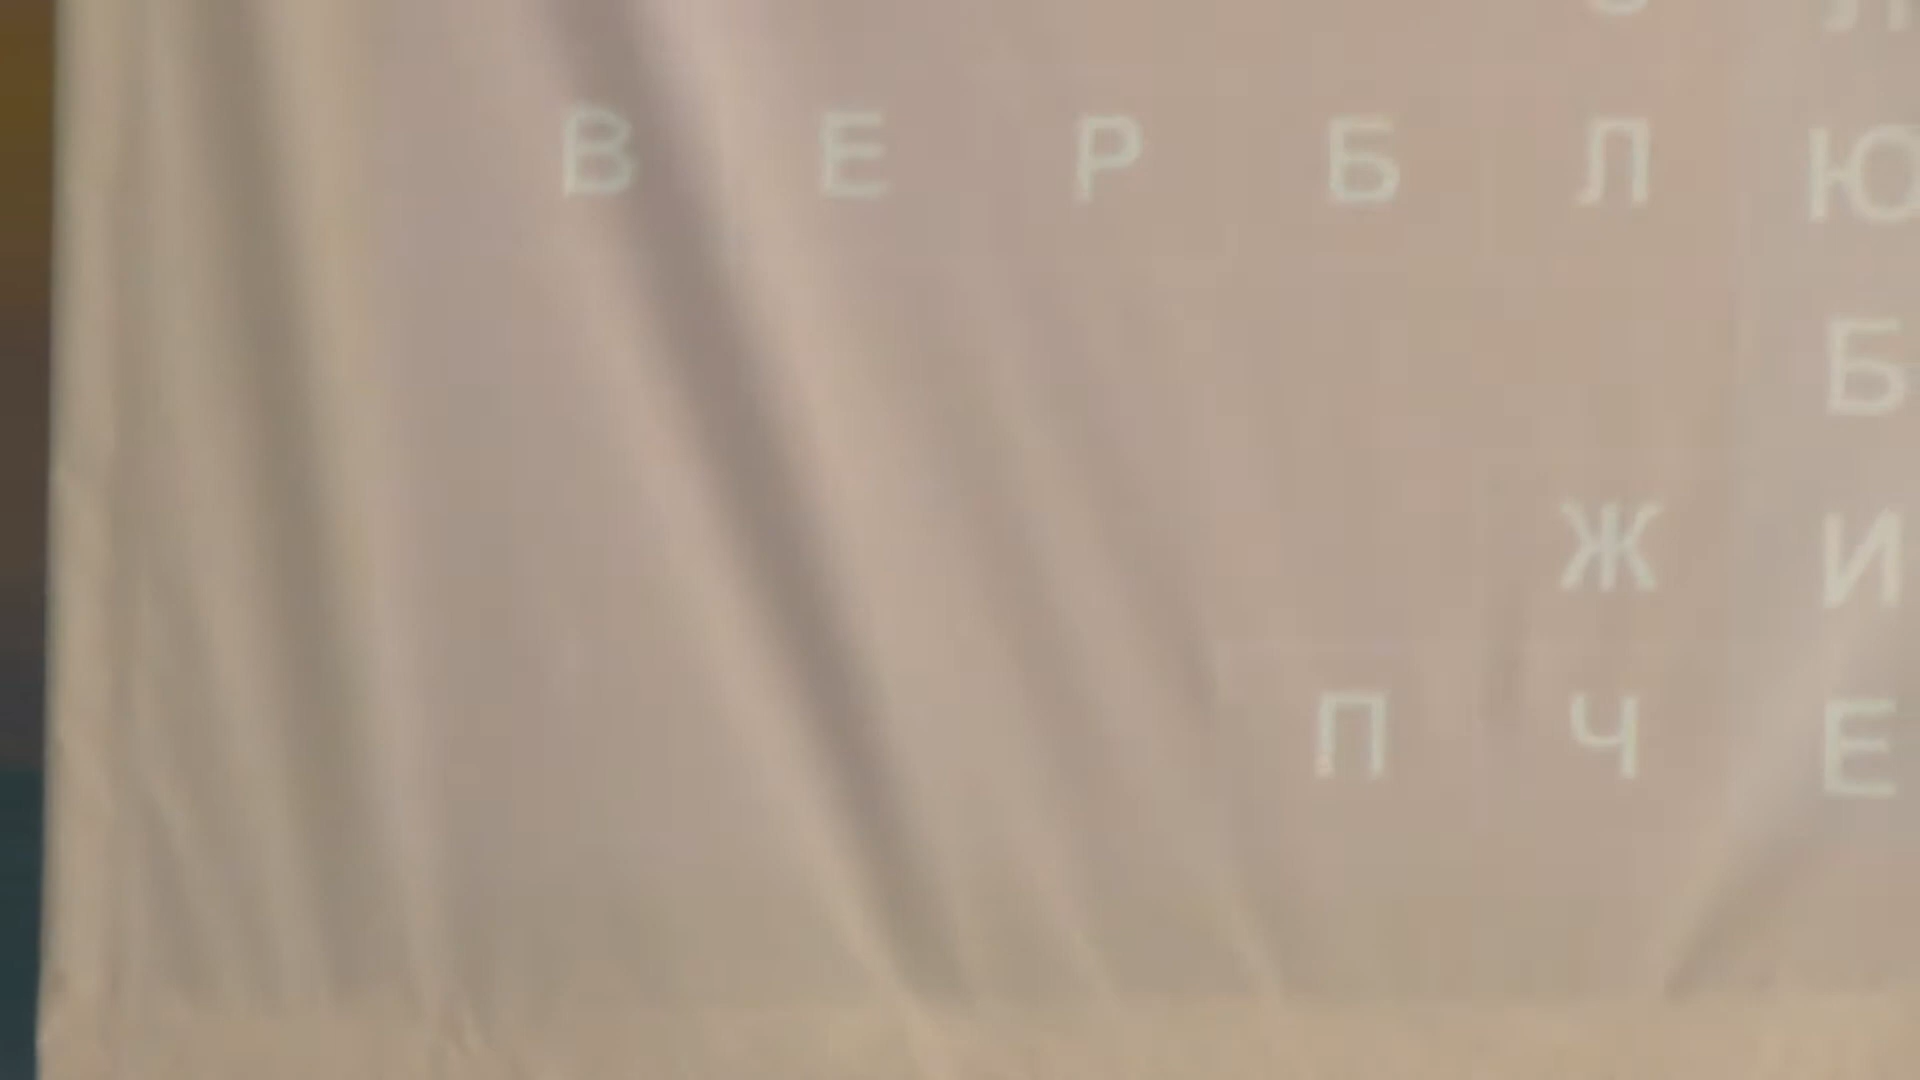 В Е Р Б Л Ю
Б
Ж И
П Ч Е